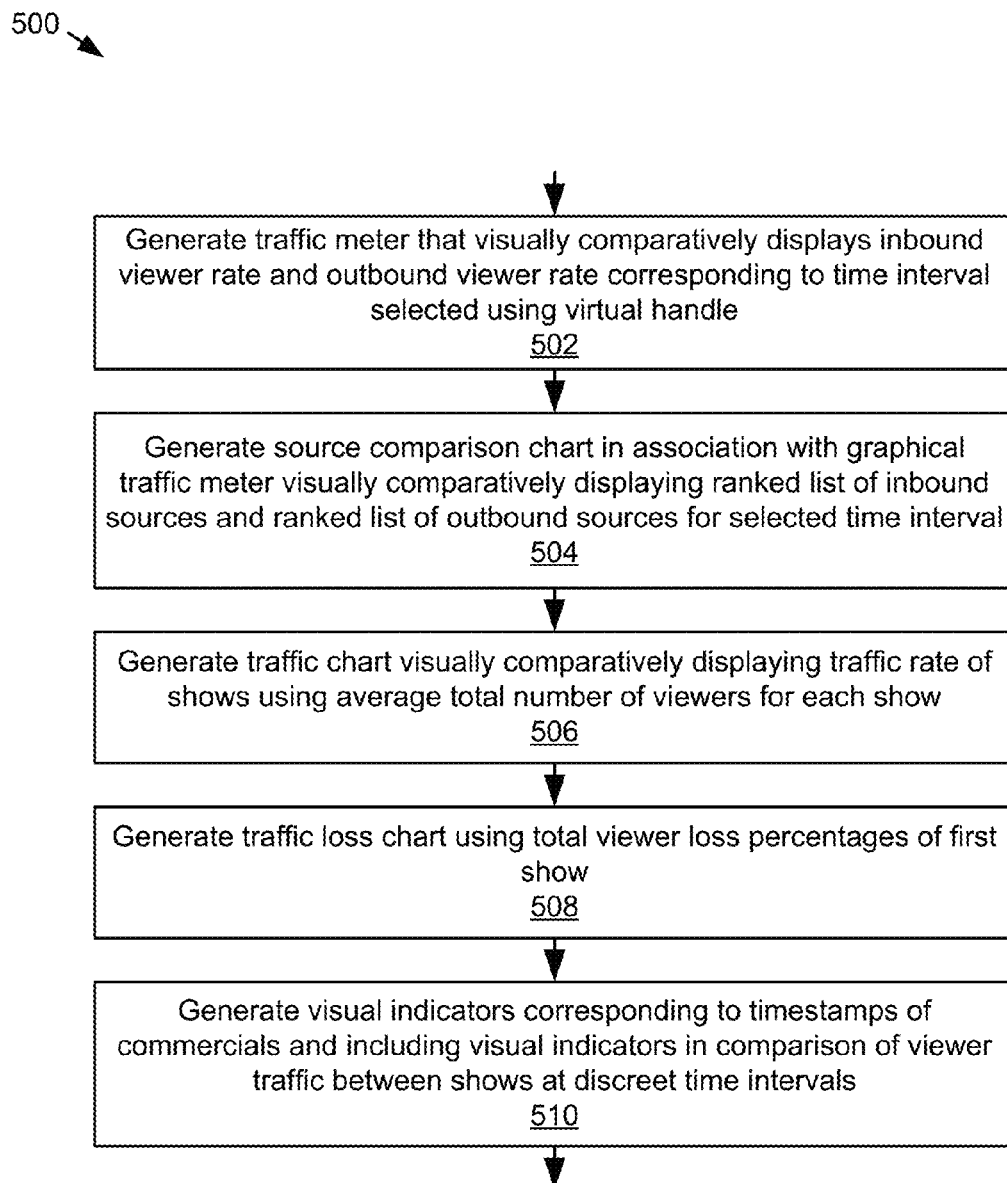 500
Generate traffic meter that visually comparatively displays inbound
viewer rate and outbound viewer rate corresponding to time interval
selected using virtual handle
502
Generate source comparison chart in association with graphical
traffic meter visually comparatively displaying ranked list of inbound
sources and ranked list of outbound sources for selected time interval
504
Generate traffic chart visually comparatively displaying traffic rate of
shows using average total number of viewers for each show
506
Generate traffic loss chart using total viewer loss percentages of first
show
508
Generate visual indicators corresponding to timestamps of
commercials and including visual indicators in comparison of viewer
traffic between shows at discreet time intervals
510